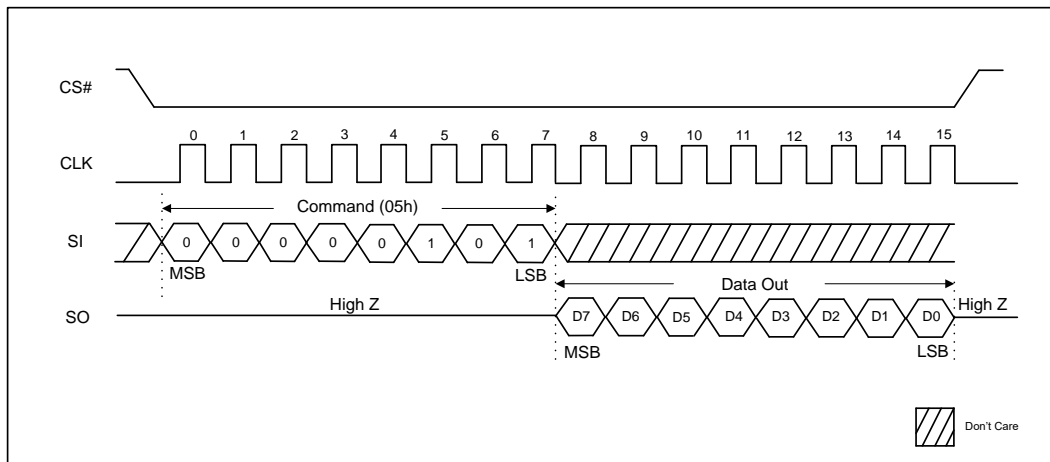 CS#
0 1 2 3 4 5 6 7 8 9 10 11 12 13 14 15
CLK
Command (05h)
SI
0 0 0 0 0 1 0 1
MSB LSB
Data Out
High Z High Z
SO
D7 D6 D5 D4 D3 D2 D1 D0
MSB LSB
Don't Care